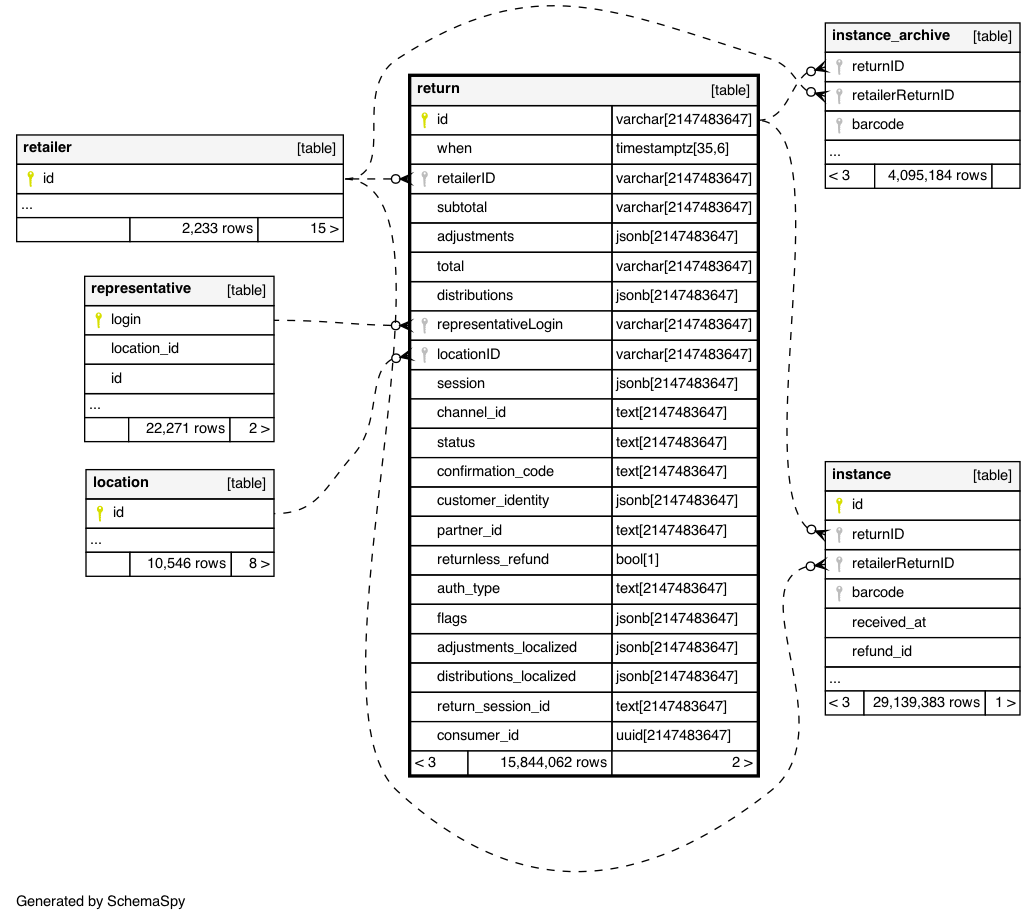 retailer [table]
id
...
2,233 rows 15 >
representative [table]
login
location_id
id
...
22,271 rows 2 >
location [table]
id
...
10,546 rows 8 >
return [table]
id varchar[2147483647]
when timestamptz[35,6]
retailerID varchar[2147483647]
subtotal varchar[2147483647]
adjustments jsonb[2147483647]
total varchar[2147483647]
distributions jsonb[2147483647]
representativeLogin varchar[2147483647]
locationID varchar[2147483647]
session jsonb[2147483647]
channel_id text[2147483647]
status text[2147483647]
confirmation_code text[2147483647]
customer_identity jsonb[2147483647]
partner_id text[2147483647]
returnless_refund bool[1]
auth_type text[2147483647]
flags jsonb[2147483647]
adjustments_localized jsonb[2147483647]
distributions_localized jsonb[2147483647]
return_session_id text[2147483647]
consumer_id uuid[2147483647]
< 3 15,844,062 rows 2 >
instance_archive [table]
returnID
retailerReturnID
barcode
...
< 3 4,095,184 rows
instance [table]
id
returnID
retailerReturnID
barcode
received_at
refund_id
...
< 3 29,139,383 rows 1 >
Generated by SchemaSpy